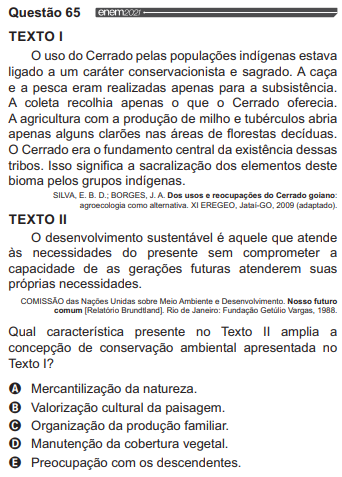 Questão 65 enem2021
TEXTO I
O uso do Cerrado pelas populações indígenas estava
ligado a um caráter conservacionista e sagrado. A caça
e a pesca eram realizadas apenas para a subsistência.
A coleta recolhia apenas o que o Cerrado oferecia.
A agricultura com a produção de milho e tubérculos abria
apenas alguns clarões nas áreas de florestas decíduas.
O Cerrado era o fundamento central da existência dessas
tribos. Isso significa a sacralização dos elementos deste
bioma pelos grupos indígenas.
SILVA, E. B. D.; BORGES, J. A. Dos usos e reocupações do Cerrado goiano:
agroecologia como alternativa. XI EREGEO, Jataí-GO, 2009 (adaptado).
TEXTO II
O desenvolvimento sustentável é aquele que atende
às necessidades do presente sem comprometer a
capacidade de as gerações futuras atenderem suas
próprias necessidades.
COMISSÃO das Nações Unidas sobre Meio Ambiente e Desenvolvimento. Nosso futuro
comum [Relatório Brundtland]. Rio de Janeiro: Fundação Getúlio Vargas, 1988.
Qual característica presente no Texto II amplia a
concepção de conservação ambiental apresentada no
Texto I?
A Mercantilização da natureza.
B Valorização cultural da paisagem.
C Organização da produção familiar.
D Manutenção da cobertura vegetal.
E Preocupação com os descendentes.